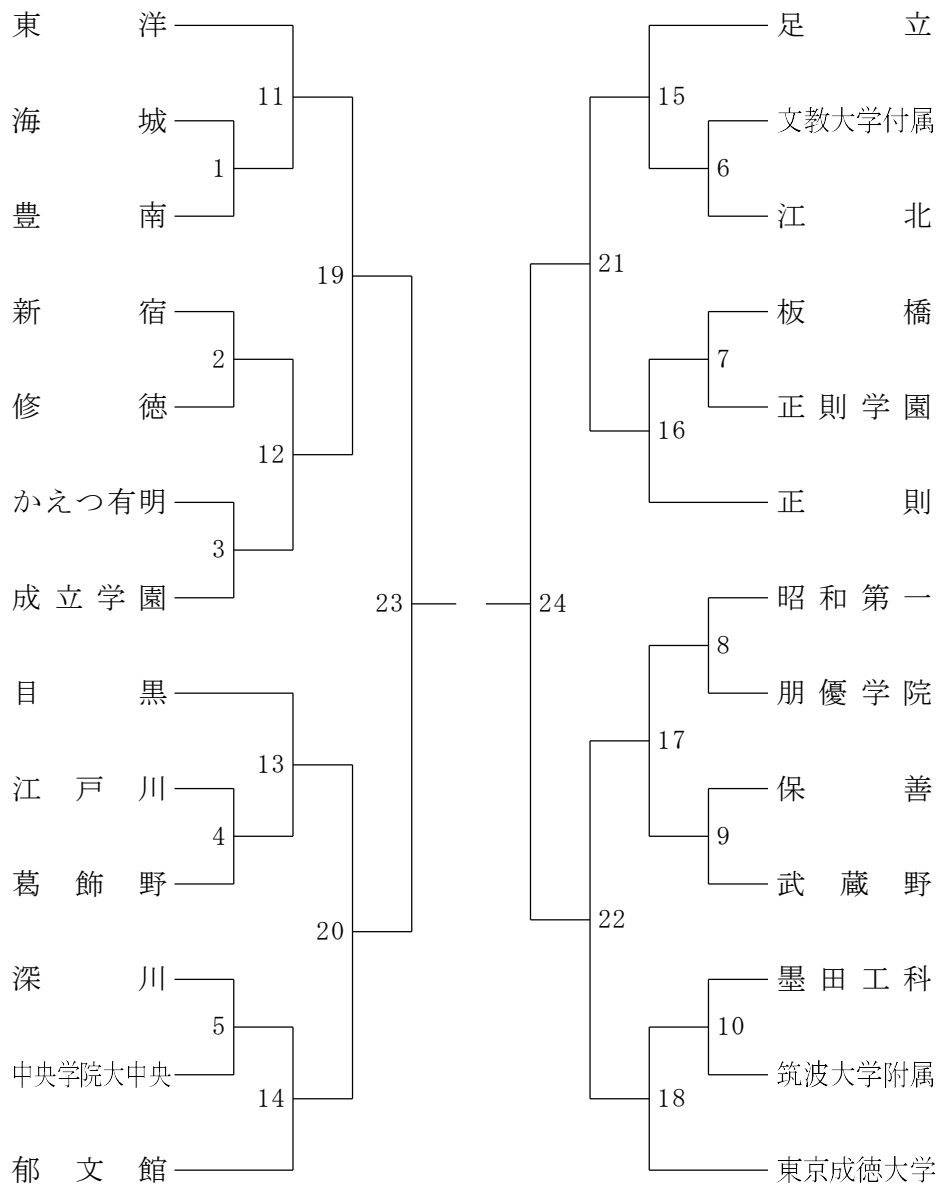 東洋
海城
豊南
新宿
修徳
かえつ有明
成立学園
目黒
江戸川
葛飾野
深川
中央学院大中央
郁文館
1
2
3
4
5
11
12
13
14
19
20
23
24
21
22
15
16
17
18
6
7
8
9
10
足立
文教大学付属
江北
板橋
正則学園
正則
昭和第一
朋優学院
保善
武蔵野
墨田工科
筑波大学附属
東京成徳大学